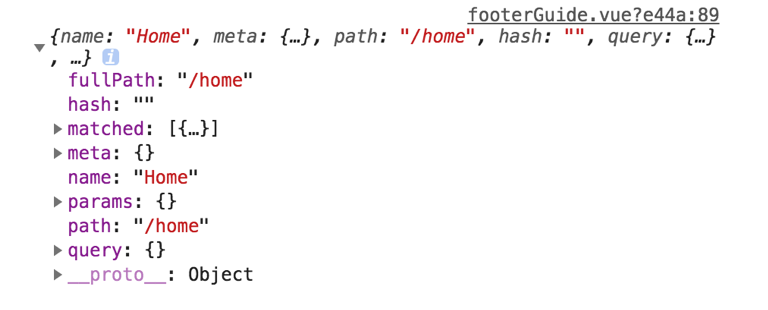 footerGuide.vue?e44a:89
{name: "Home", meta: {…}, path: "/home", hash: "", query: {…}
, …} i
fullPath: "/home"
hash: ""
matched: [{…}]
meta: {}
name: "Home"
params: {}
path: "/home"
query: {}
__proto__: Object